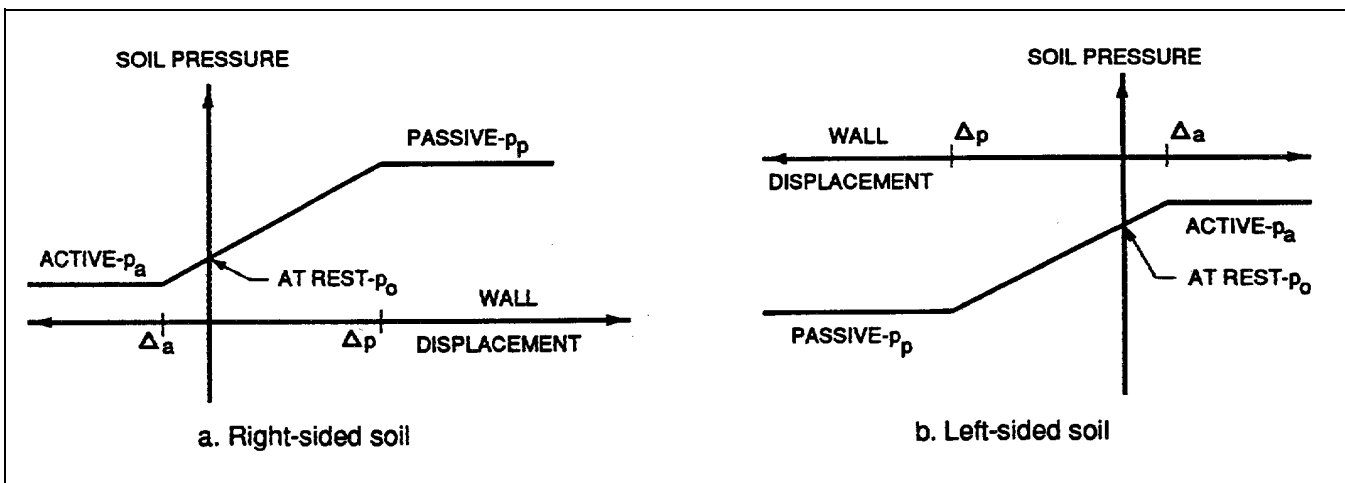 SOIL PRESSURE
PASSIVE-pp
ACTIVE-pa
AT REST-po
WALL
DISPLACEMENT
Δa
Δp
a. Right-sided soil
SOIL PRESSURE
WALL
DISPLACEMENT
Δp
Δa
ACTIVE-pa
AT REST-po
PASSIVE-pp
b. Left-sided soil